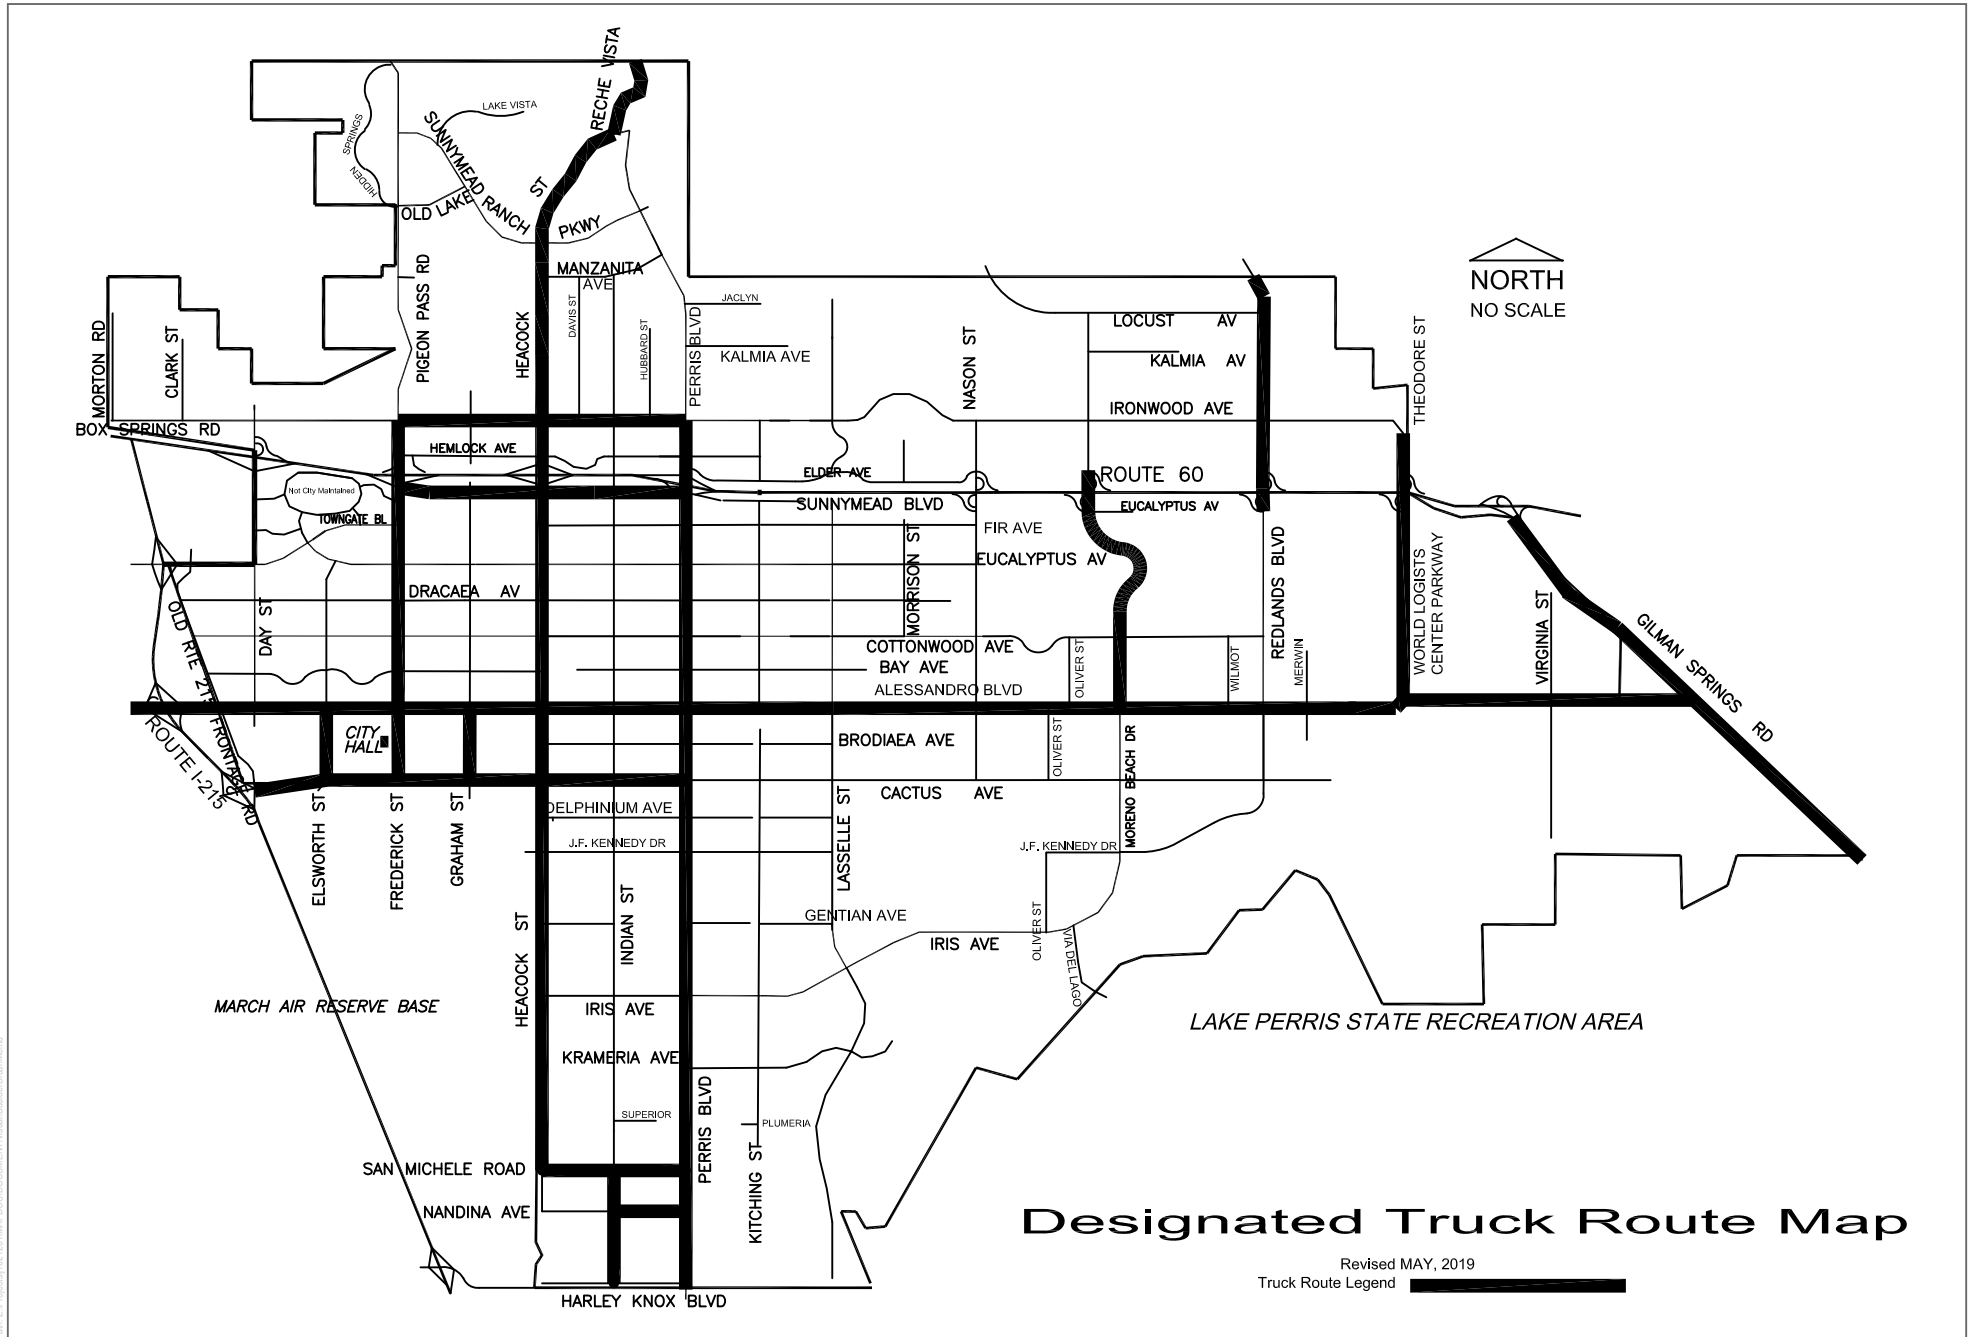 RECHE VISTA
LAKE VISTA
SPRINGS
HIDDEN
SUNNYMEAD RANCH
PKWY
OLD LAKE
ST
HEACOCK
PIGEON PASS RD
MANZANITA
AVE
DAVIS ST
HUBBARD ST
PERRIS BLVD
JACLYN
KALMIA AVE
NASON ST
LOCUST AV
KALMIA AV
IRONWOOD AVE
THEODORE ST
NORTH
NO SCALE
MORTON RD
CLARK ST
BOX SPRINGS RD
HEMLOCK AVE
ELDER AVE
ROUTE 60
Not City Maintained
TOWNGATE BL
SUNNYMEAD BLVD
EUCALYPTUS AV
FIR AVE
EUCALYPTUS AV
MORRISON ST
DRACAEA AV
REDLANDS BLVD
WORLD LOGISTS
CENTER PARKWAY
VIRGINIA ST
GILMAN SPRINGS RD
OLD RTE 215 FRONTAGE RD
DAY ST
COTTONWOOD AVE
BAY AVE
ALESSANDRO BLVD
OLIVER ST
WILMOT
MERWIN
ROUTE I-215
CITY
HALL
BRODIAEA AVE
OLIVER ST
MORENO BEACH DR
CACTUS AVE
ELSWORTH ST
FREDERICK ST
GRAHAM ST
DELPHINIUM AVE
J.F. KENNEDY DR
LASSELLE ST
J.F. KENNEDY DR
HEACOCK ST
INDIAN ST
GENTIAN AVE
IRIS AVE
OLIVER ST
VIA DEL LAGO
MARCH AIR RESERVE BASE
IRIS AVE
LAKE PERRIS STATE RECREATION AREA
KRAMERIA AVE
PERRIS BLVD
SUPERIOR
PLUMERIA
KITCHING ST
SAN MICHELE ROAD
NANDINA AVE
HARLEY KNOX BLVD
Designated Truck Route Map
Revised MAY, 2019
Truck Route Legend